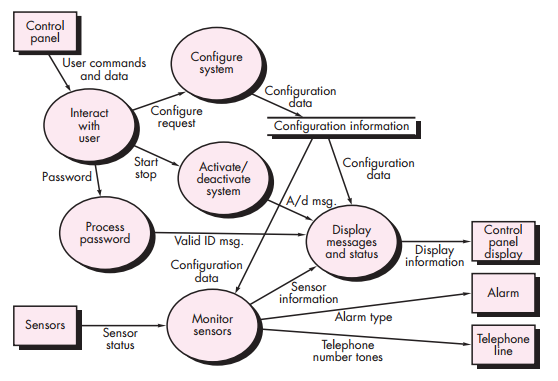 Control
panel
User commands
and data
Configure
system
Configuration
data
Interact
with
user
Configure
request
Configuration information
Start
stop
Activate/
deactivate
system
Configuration
data
Password
A/d msg.
Process
password
Valid ID msg.
Display
messages
and status
Control
panel
display
Display
information
Configuration
data
Sensor
information
Alarm
Sensors
Sensor
status
Monitor
sensors
Alarm type
Telephone
line
Telephone
number tones